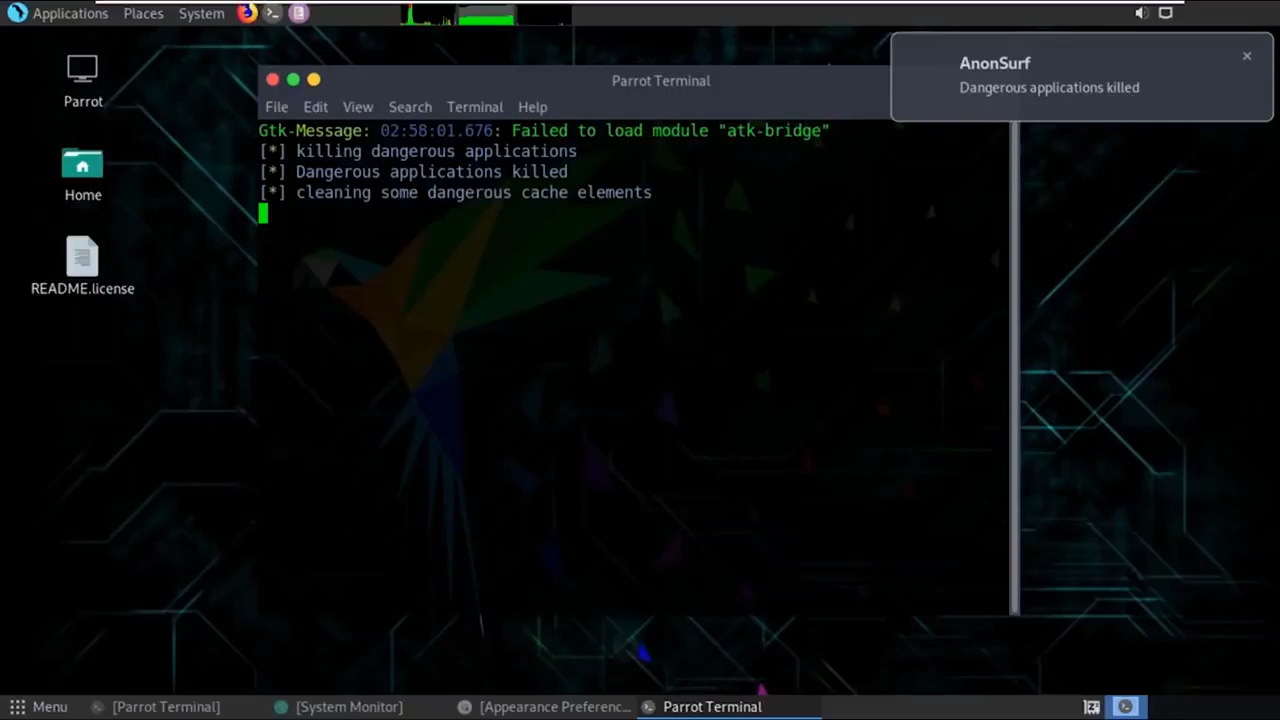 Applications Places System
AnonSurf
Dangerous applications killed
Parrot
Home
README.license
Parrot Terminal
File Edit View Search Terminal Help
Gtk-Message: 02:58:01.676: Failed to load module "atk-bridge"
[*] killing dangerous applications
[*] Dangerous applications killed
[*] cleaning some dangerous cache elements
Menu [Parrot Terminal] [System Monitor] [Appearance Preferenc... Parrot Terminal